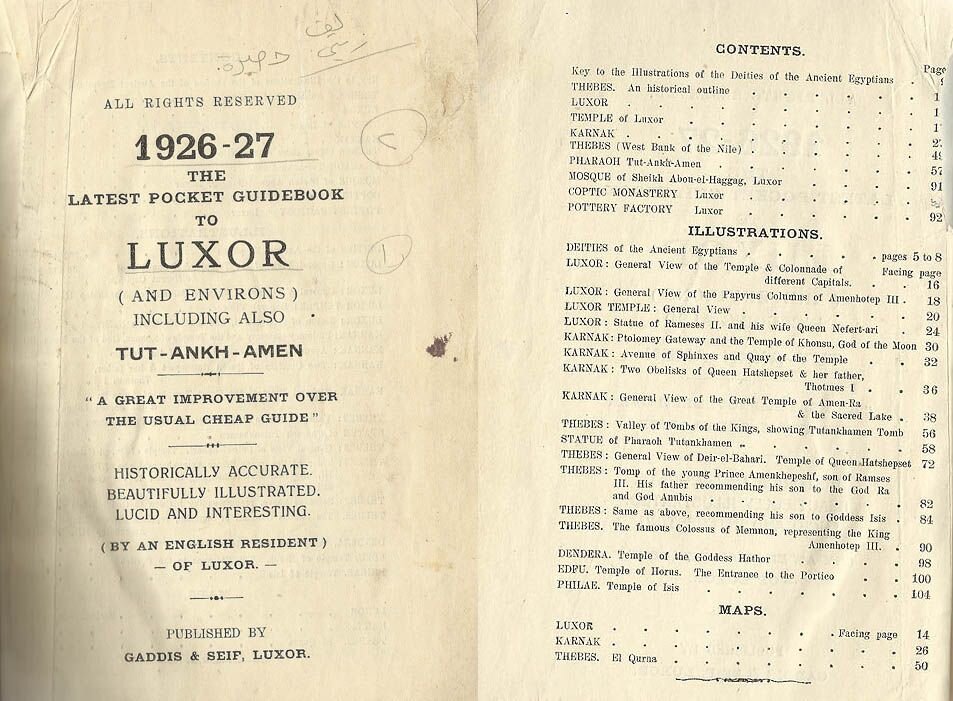 ALL RIGHTS RESERVED
1926-27
٢
THE
LATEST POCKET GUIDEBOOK
TO
LUXOR
١
( AND ENVIRONS )
INCLUDING ALSO
TUT-ANKH-AMEN
“ A GREAT IMPROVEMENT OVER
THE USUAL CHEAP GUIDE ”
HISTORICALLY ACCURATE.
BEAUTIFULLY ILLUSTRATED.
LUCID AND INTERESTING.
( BY AN ENGLISH RESIDENT )
— OF LUXOR. —
PUBLISHED BY
GADDIS & SEIF, LUXOR.
CONTENTS.
Page
Key to the Illustrations of the Deities of the Ancient Egyptians .
THEBES. An historical outline . . . . . .
LUXOR . . . . . . . .
TEMPLE of Luxor . . . . . . .
KARNAK . . . . . . . .
THEBES (West Bank of the Nile) . . . . . 49
PHARAOH Tut-Ankh-Amen . . . . . . 57
MOSQUE of Sheikh Abou-el-Haggag, Luxor . . . . 91
COPTIC MONASTERY Luxor . . . . .
POTTERY FACTORY Luxor . . . . . 92
ILLUSTRATIONS.
DEITIES of the Ancient Egyptians . . . . . pages 5 to 8
LUXOR : General View of the Temple & Colonnade of Facing page
different Capitals. . . 16
LUXOR : General View of the Papyrus Columns of Amenhotep III . 18
LUXOR TEMPLE : General View . . . . . . 20
LUXOR : Statue of Rameses II. and his wife Queen Nefert-ari . 24
KARNAK : Ptolomey Gateway and the Temple of Khonsu, God of the Moon 30
KARNAK : Avenue of Sphinxes and Quay of the Temple . . 32
KARNAK : Two Obelisks of Queen Hatshepset & her father,
Thotmes I . . 36
KARNAK : General View of the Great Temple of Amen-Ra
& the Sacred Lake . 38
THEBES : Valley of Tombs of the Kings, showing Tutankhamen Tomb 56
STATUE of Pharaoh Tutankhamen „ . . . . . 58
THEBES : General View of Deir-el-Bahari. Temple of Queen Hatshepset 72
THEBES : Tomp of the young Prince Amenkhepeshf, son of Ramses
III. His father recommending his son to the God Ra
and God Anubis . . . . . . 82
THEBES : Same as above, recommending his son to Goddess Isis . 84
THEBES. The famous Colossus of Memnon, representing the King
Amenhotep III. . 90
DENDERA. Temple of the Goddess Hathor . . . . 98
EDFU. Temple of Horus. The Entrance to the Portico . . 100
PHILAE. Temple of Isis . . . . . . 104
MAPS.
LUXOR . . . . . . . Facing page 14
KARNAK . . . . . . . . 26
THEBES. El Qurna . . . . . . . 50